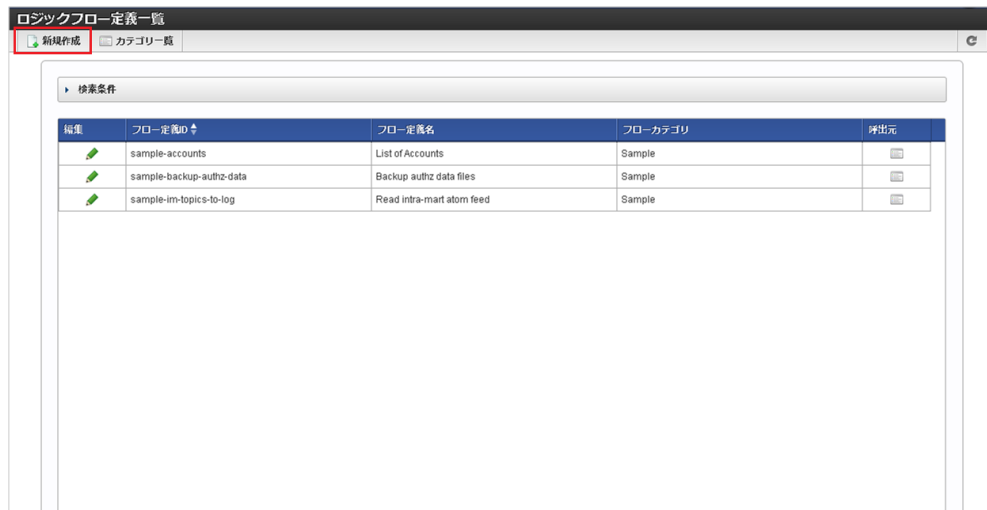 ロジックフロー定義一覧
新規作成 カテゴリ一覧
検索条件
編集 フロー定義ID フロー定義名 フローカテゴリ 呼出元
sample-accounts List of Accounts Sample
sample-backup-authz-data Backup authz data files Sample
sample-im-topics-to-log Read intra-mart atom feed Sample